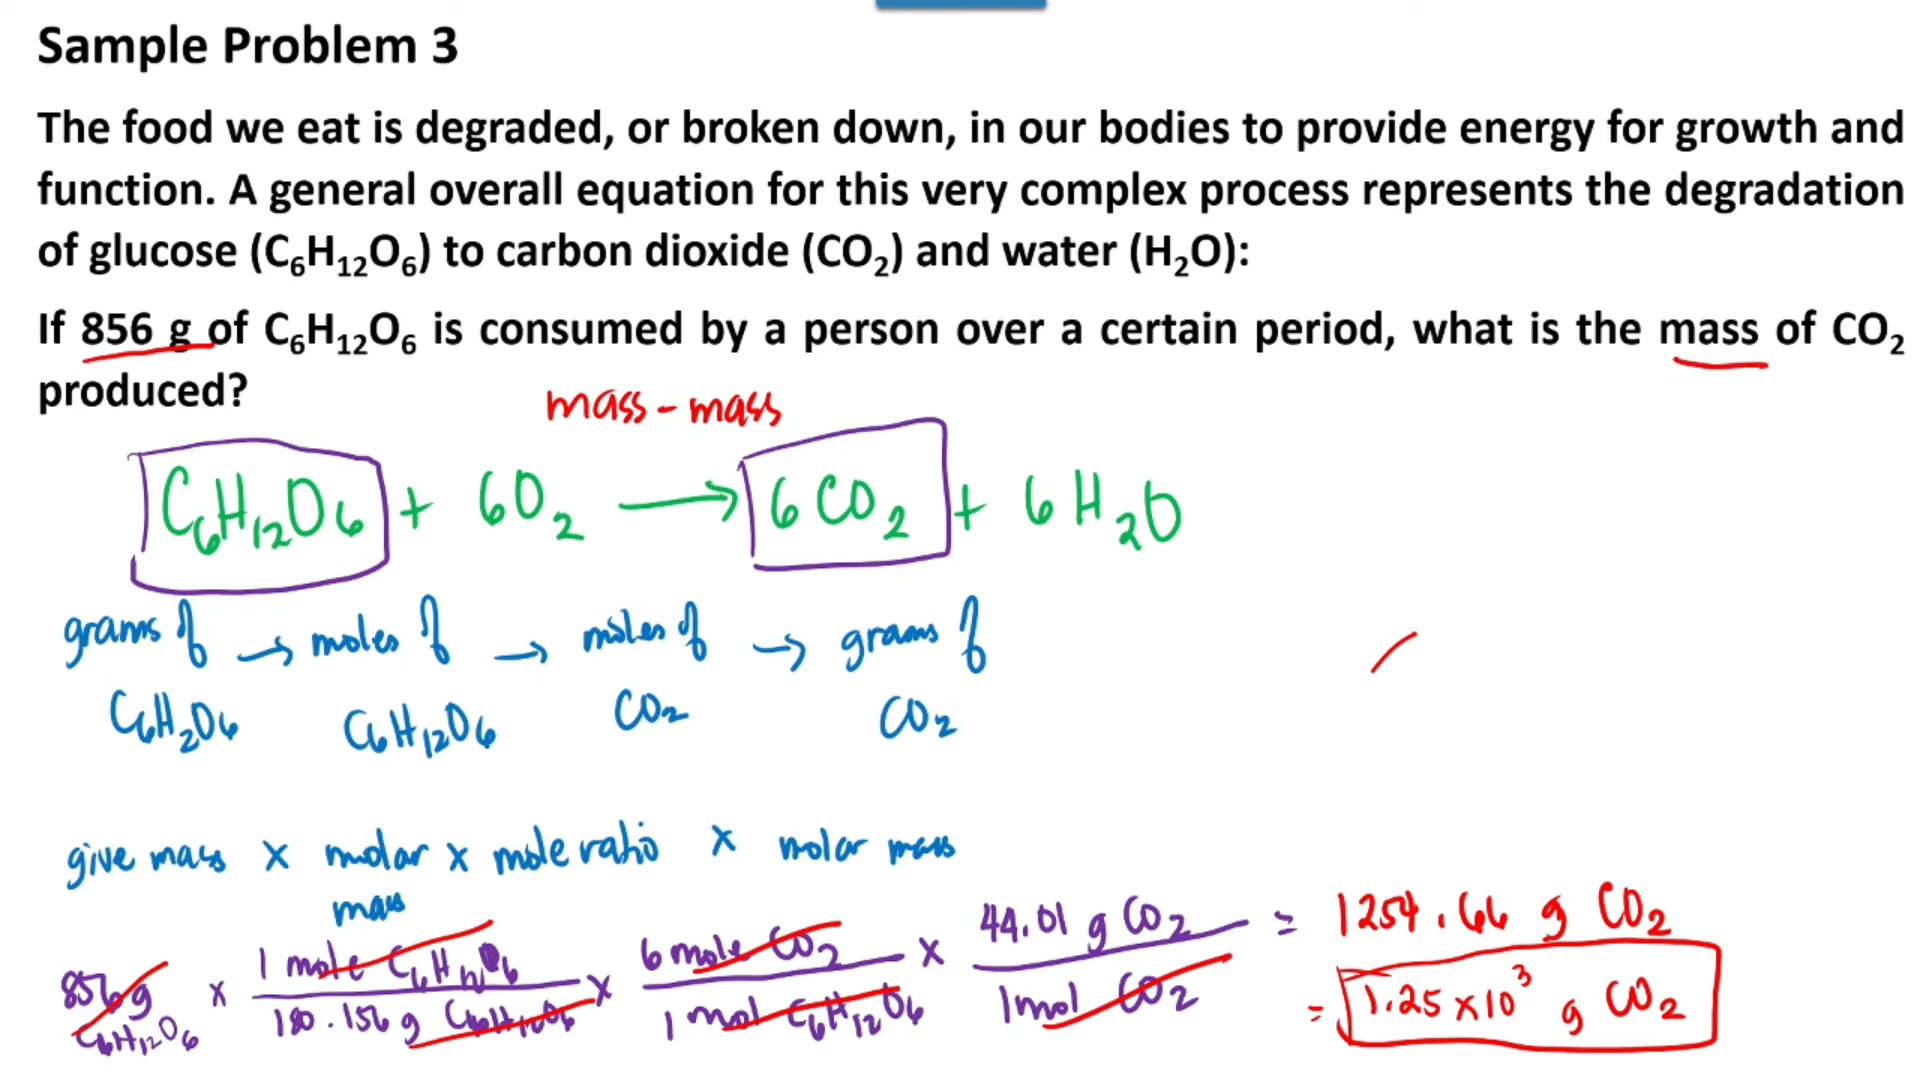 Sample Problem 3
The food we eat is degraded, or broken down, in our bodies to provide energy for growth and
function. A general overall equation for this very complex process represents the degradation
of glucose (C₆H₁₂O₆) to carbon dioxide (CO₂) and water (H₂O):
If 856 g of C₆H₁₂O₆ is consumed by a person over a certain period, what is the mass of CO₂
produced?
mass - mass
C₆H₁₂O₆ + 6O₂ → 6CO₂ + 6H₂O
grams of → moles of → moles of → grams of
C₆H₂O₆ C₆H₁₂O₆ CO₂ CO₂
give mass x molar x mole ratio x molar mass
mass
1 mole C₆H₁₂O₆ 6 mole CO₂ 44.01 g CO₂ = 1254.66 g CO₂
856 g x x x
C₆H₁₂O₆ 180.156 g C₆H₁₂O₆ 1 mol C₆H₁₂O₆ 1 mol CO₂ = 1.25 x 10³ g CO₂